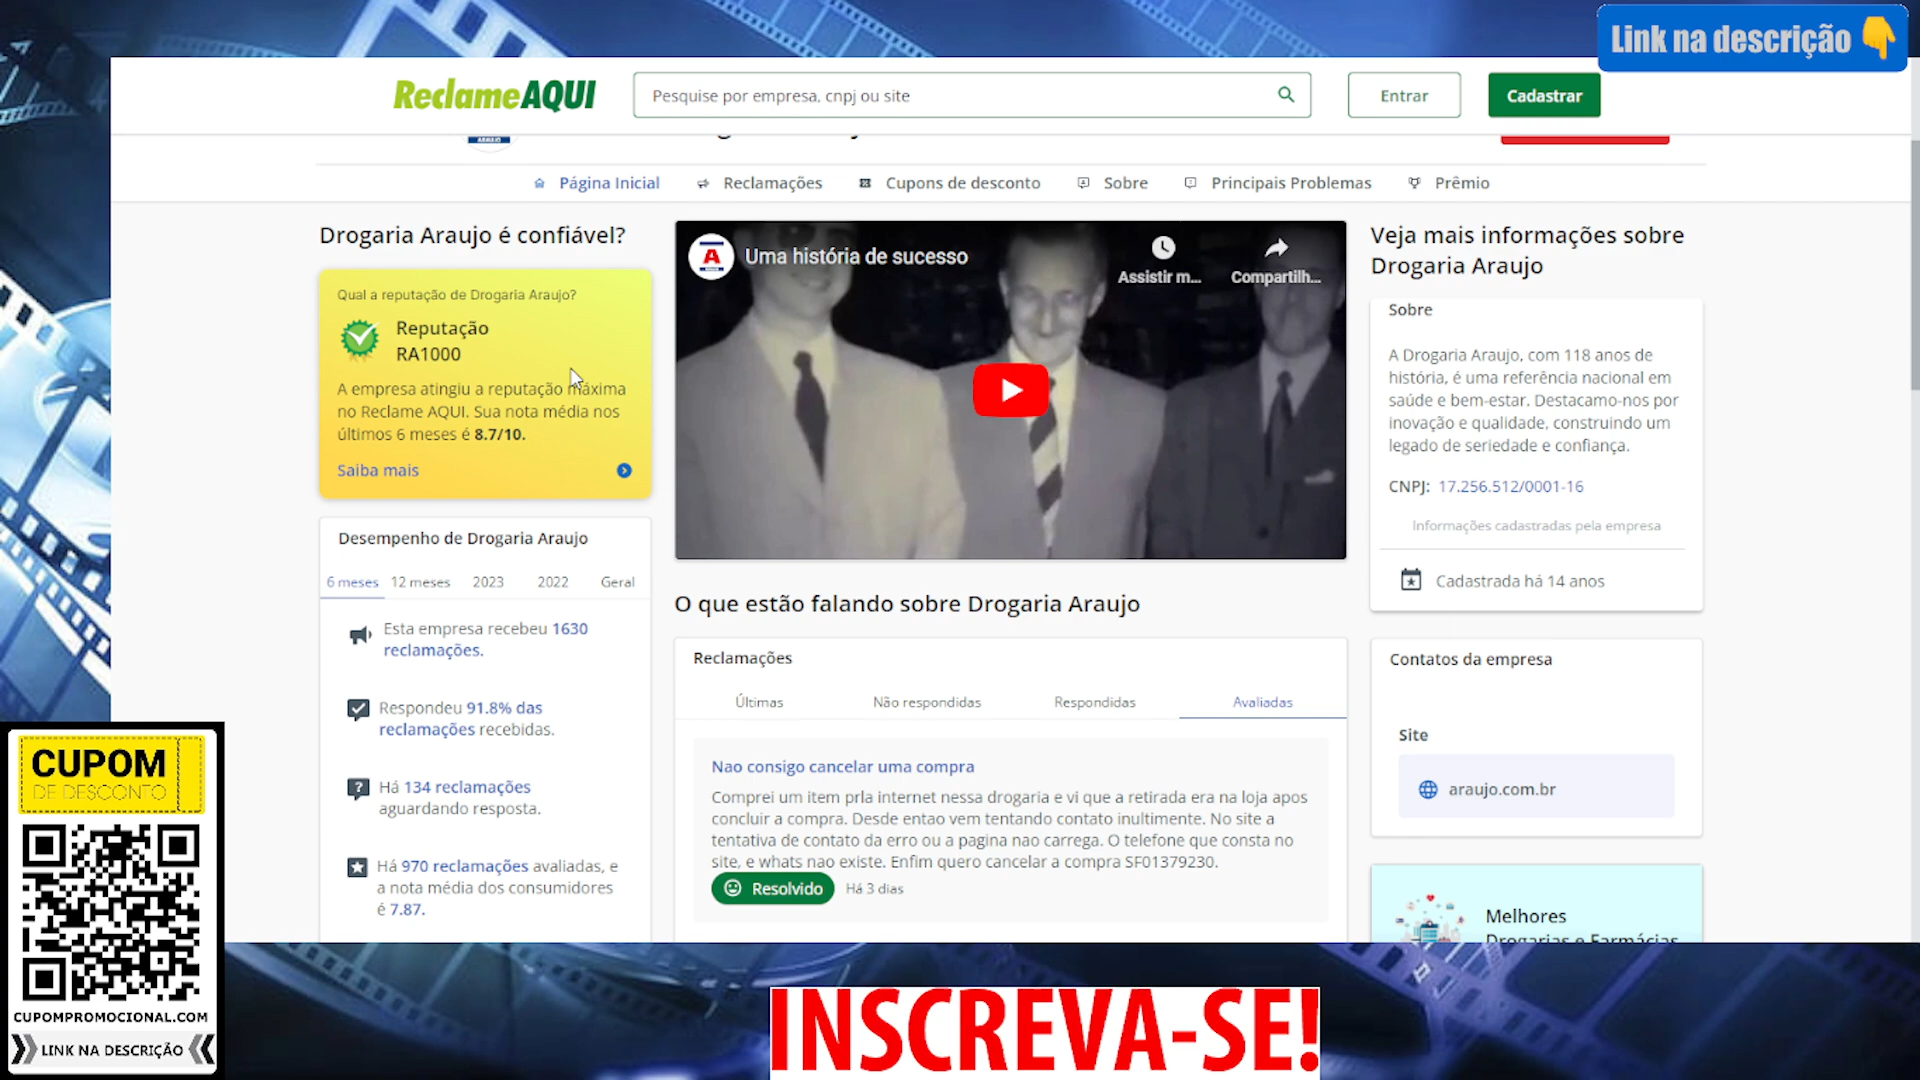 Link na descrição
ReclameAQUI
Pesquise por empresa, cnpj ou site
Entrar
Cadastrar
Página Inicial
Reclamações
Cupons de desconto
Sobre
Principais Problemas
Prêmio
Drogaria Araujo é confiável?
Qual a reputação de Drogaria Araujo?
Reputação
RA1000
A empresa atingiu a reputação máxima
no Reclame AQUI. Sua nota média nos
últimos 6 meses é 8.7/10.
Saiba mais
Desempenho de Drogaria Araujo
6 meses 12 meses 2023 2022 Geral
Esta empresa recebeu 1630
reclamações.
Respondeu 91.8% das
reclamações recebidas.
Há 134 reclamações
aguardando resposta.
Há 970 reclamações avaliadas, e
a nota média dos consumidores
é 7.87.
A
Uma história de sucesso
Assistir m...
Compartilh...
O que estão falando sobre Drogaria Araujo
Reclamações
Últimas
Não respondidas
Respondidas
Avaliadas
Nao consigo cancelar uma compra
Comprei um item prla internet nessa drogaria e vi que a retirada era na loja apos
concluir a compra. Desde entao vem tentando contato inultimente. No site a
tentativa de contato da erro ou a pagina nao carrega. O telefone que consta no
site, e whats nao existe. Enfim quero cancelar a compra SF01379230.
Resolvido
Há 3 dias
Veja mais informações sobre
Drogaria Araujo
Sobre
A Drogaria Araujo, com 118 anos de
história, é uma referência nacional em
saúde e bem-estar. Destacamo-nos por
inovação e qualidade, construindo um
legado de seriedade e confiança.
CNPJ: 17.256.512/0001-16
Informações cadastradas pela empresa
Cadastrada há 14 anos
Contatos da empresa
Site
araujo.com.br
Melhores
Drogarias e Farmácias
CUPOM
DE DESCONTO
CUPOMPROMOCIONAL.COM
LINK NA DESCRIÇÃO
INSCREVA-SE!